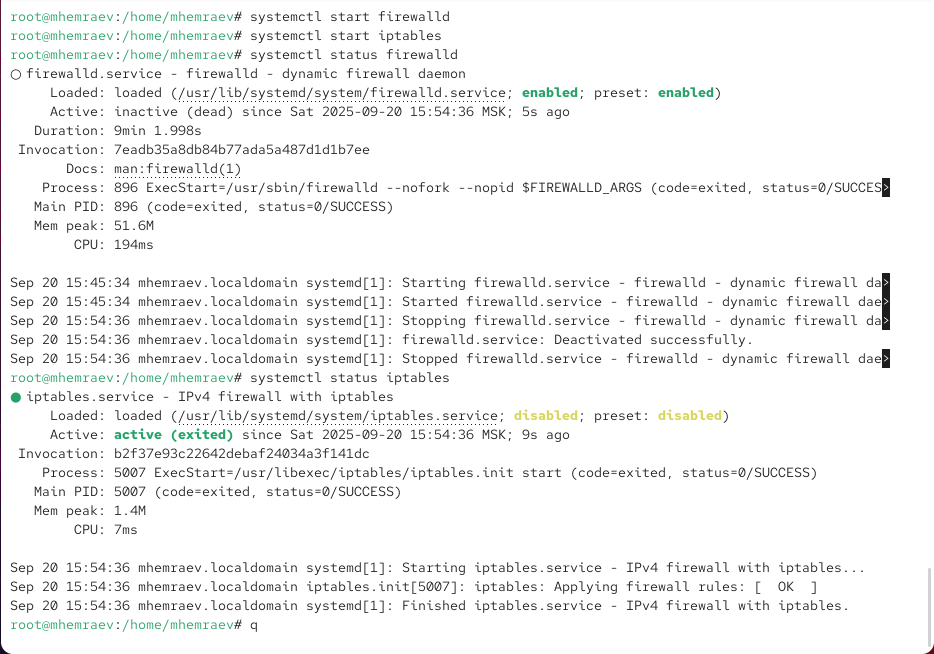 root@mhemraev:/home/mhemraev# systemctl start firewalld
root@mhemraev:/home/mhemraev# systemctl start iptables
root@mhemraev:/home/mhemraev# systemctl status firewalld
○ firewalld.service - firewalld - dynamic firewall daemon
     Loaded: loaded (/usr/lib/systemd/system/firewalld.service; enabled; preset: enabled)
     Active: inactive (dead) since Sat 2025-09-20 15:54:36 MSK; 5s ago
   Duration: 9min 1.998s
 Invocation: 7eadb35a8db84b77ada5a487d1d1b7ee
       Docs: man:firewalld(1)
    Process: 896 ExecStart=/usr/sbin/firewalld --nofork --nopid $FIREWALLD_ARGS (code=exited, status=0/SUCCES>
   Main PID: 896 (code=exited, status=0/SUCCESS)
   Mem peak: 51.6M
        CPU: 194ms

Sep 20 15:45:34 mhemraev.localdomain systemd[1]: Starting firewalld.service - firewalld - dynamic firewall da>
Sep 20 15:45:34 mhemraev.localdomain systemd[1]: Started firewalld.service - firewalld - dynamic firewall dae>
Sep 20 15:54:36 mhemraev.localdomain systemd[1]: Stopping firewalld.service - firewalld - dynamic firewall da>
Sep 20 15:54:36 mhemraev.localdomain systemd[1]: firewalld.service: Deactivated successfully.
Sep 20 15:54:36 mhemraev.localdomain systemd[1]: Stopped firewalld.service - firewalld - dynamic firewall dae>
root@mhemraev:/home/mhemraev# systemctl status iptables
● iptables.service - IPv4 firewall with iptables
     Loaded: loaded (/usr/lib/systemd/system/iptables.service; disabled; preset: disabled)
     Active: active (exited) since Sat 2025-09-20 15:54:36 MSK; 9s ago
 Invocation: b2f37e93c22642debaf24034a3f141dc
    Process: 5007 ExecStart=/usr/libexec/iptables/iptables.init start (code=exited, status=0/SUCCESS)
   Main PID: 5007 (code=exited, status=0/SUCCESS)
   Mem peak: 1.4M
        CPU: 7ms

Sep 20 15:54:36 mhemraev.localdomain systemd[1]: Starting iptables.service - IPv4 firewall with iptables...
Sep 20 15:54:36 mhemraev.localdomain iptables.init[5007]: iptables: Applying firewall rules: [  OK  ]
Sep 20 15:54:36 mhemraev.localdomain systemd[1]: Finished iptables.service - IPv4 firewall with iptables.
root@mhemraev:/home/mhemraev# q